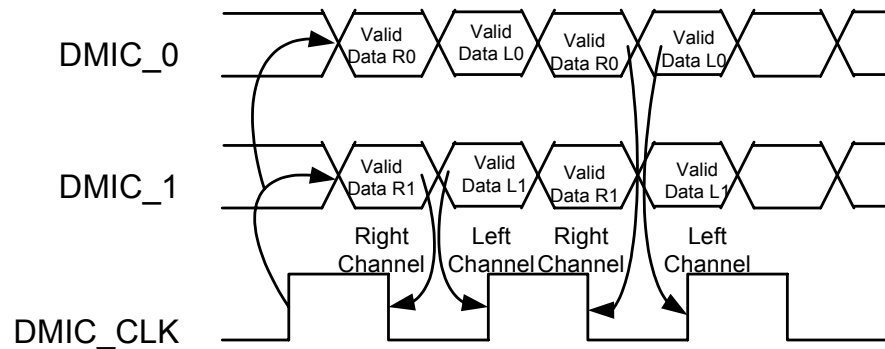 DMIC_0
Valid Data R0
Valid Data L0
Valid Data R0
Valid Data L0
DMIC_1
Valid Data R1
Valid Data L1
Valid Data R1
Valid Data L1
Right Channel
Left Channel
Right Channel
Left Channel
DMIC_CLK